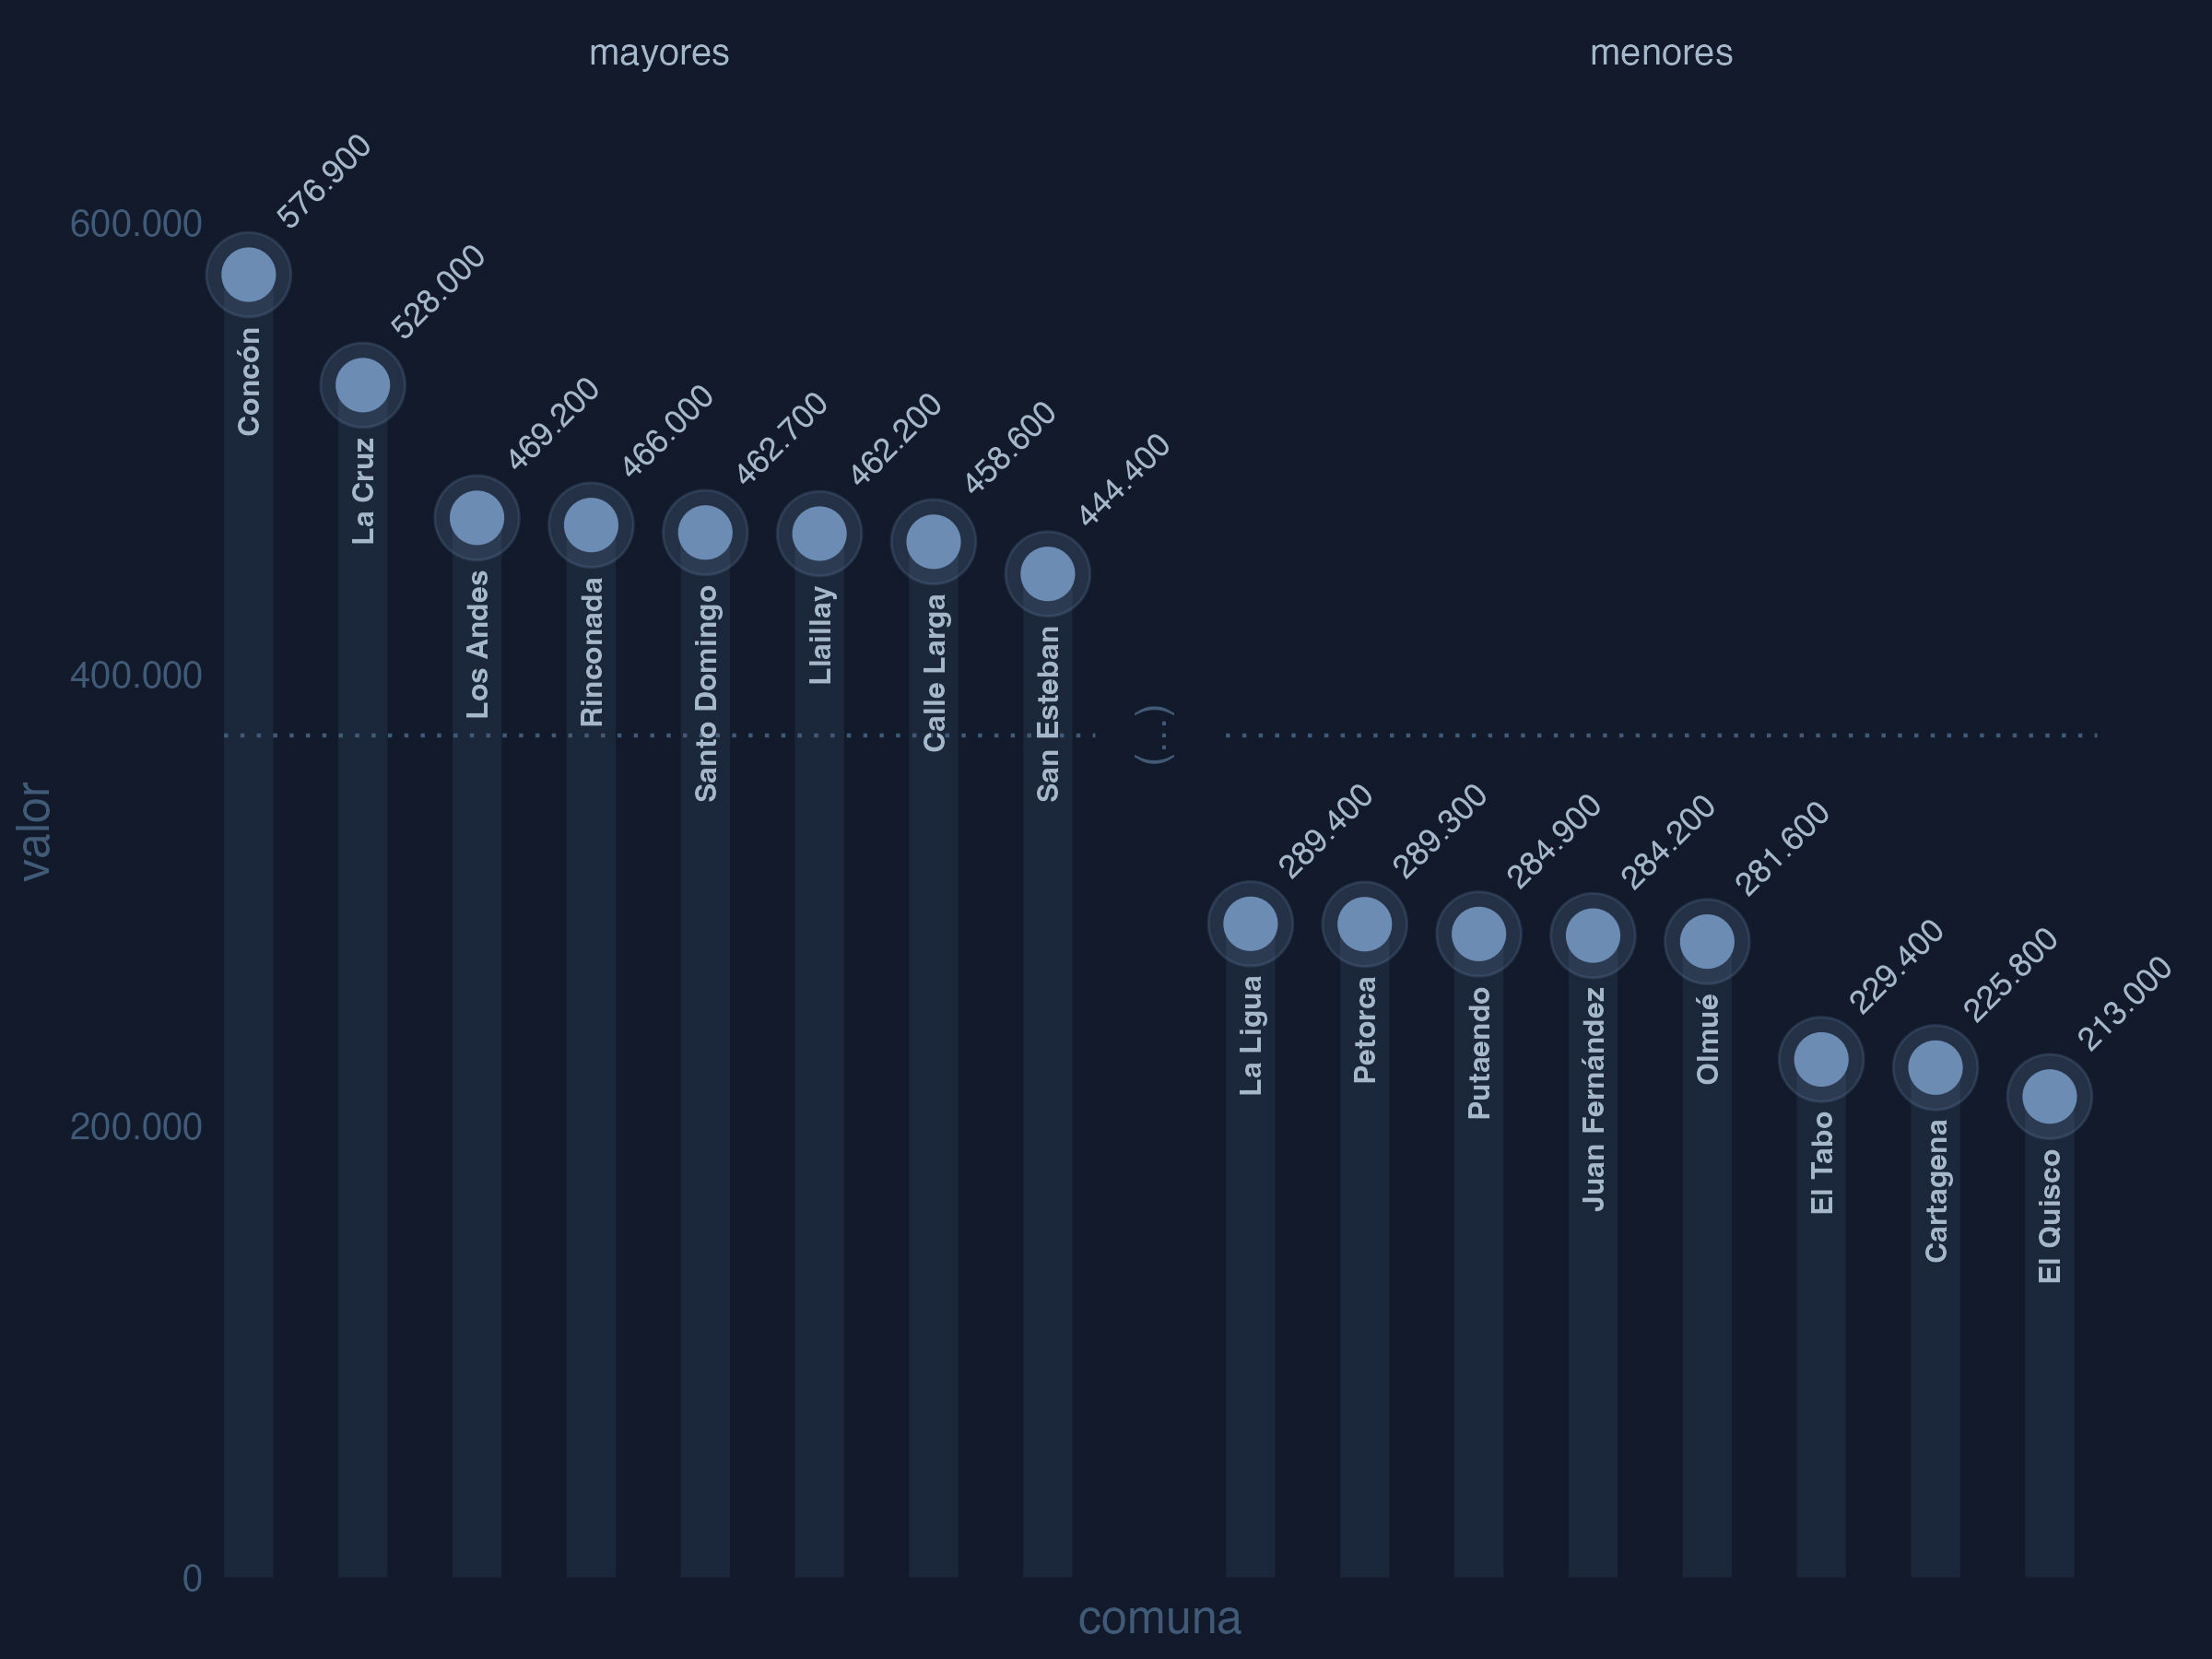 mayores
menores
valor
600.000
400.000
200.000
0
576.900
Concón
528.000
La Cruz
469.200
Los Andes
466.000
Rinconada
462.700
Santo Domingo
462.200
Llaillay
458.600
Calle Larga
444.400
San Esteban
(...)
289.400
La Ligua
289.300
Petorca
284.900
Putaendo
284.200
Juan Fernández
281.600
Olmué
229.400
El Tabo
225.800
Cartagena
213.000
El Quisco
comuna